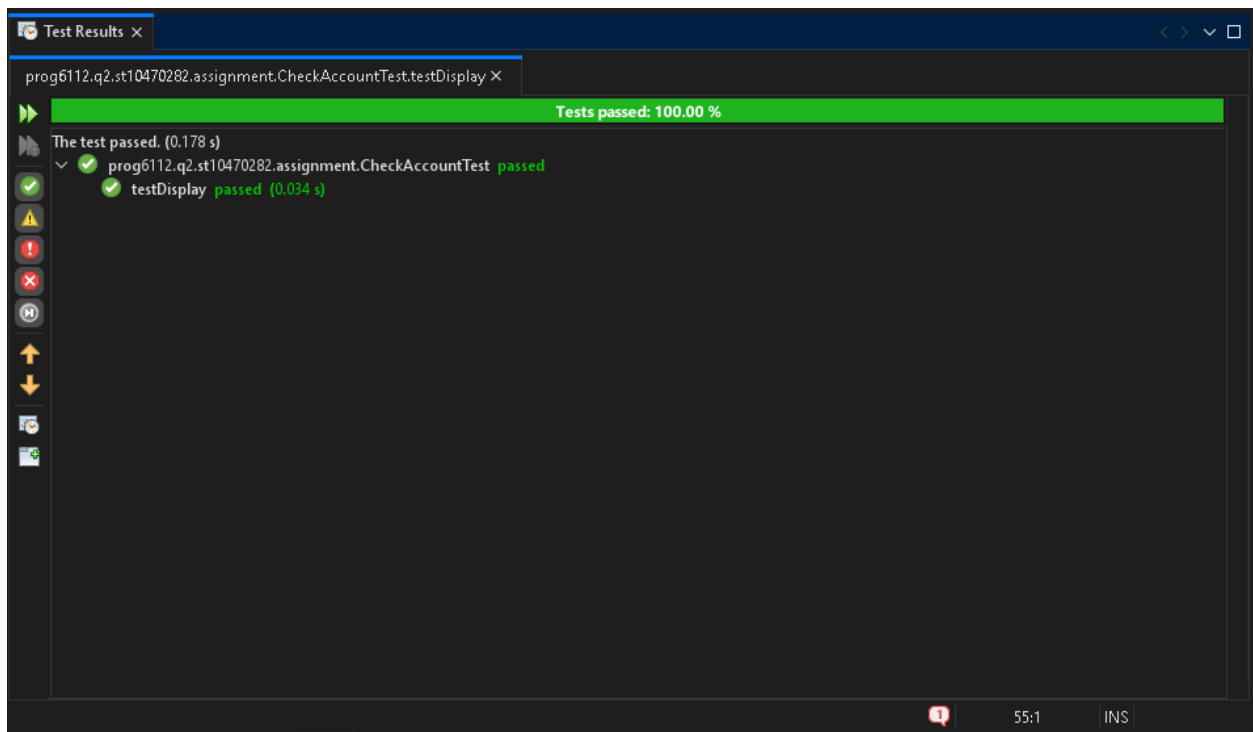 Test Results
prog6112.q2.st10470282.assignment.CheckAccountTest.testDisplay
Tests passed: 100.00 %
The test passed. (0.178 s)
prog6112.q2.st10470282.assignment.CheckAccountTest passed
testDisplay passed (0.034 s)
1 55:1 INS